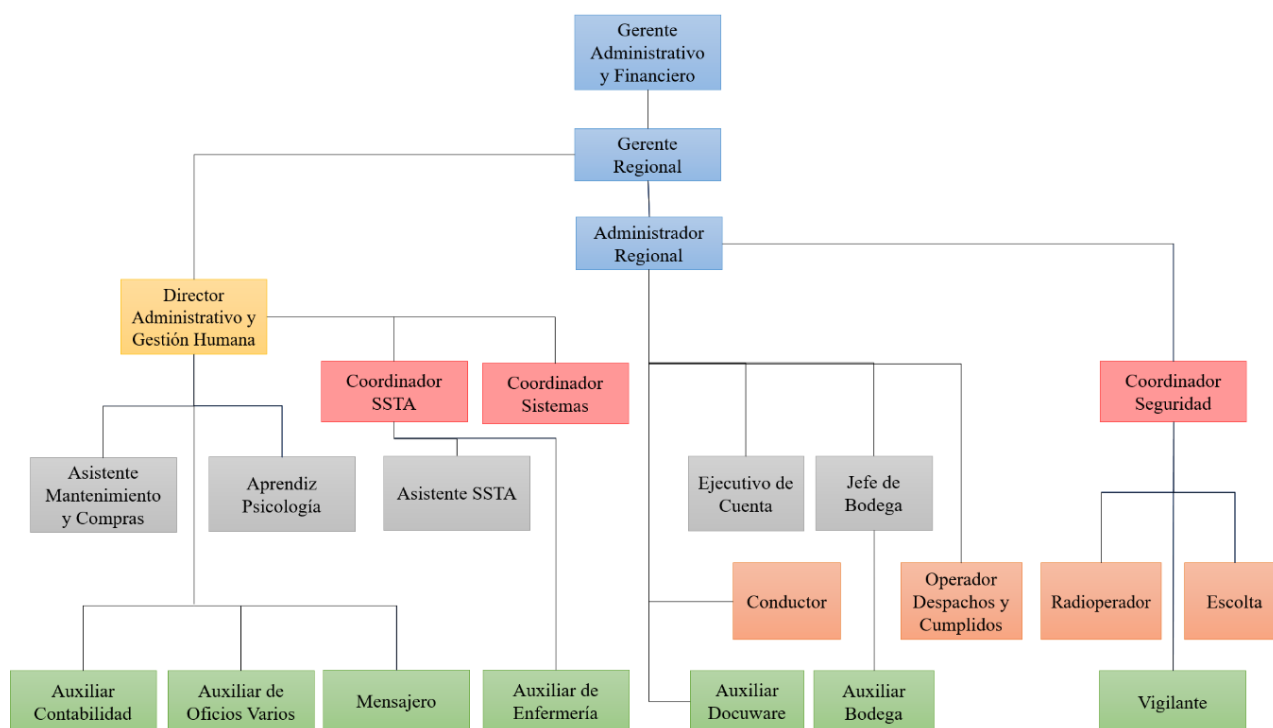 Gerente
Administrativo
y Financiero
Gerente
Regional
Administrador
Regional
Director
Administrativo y
Gestión Humana
Coordinador
SSTA
Coordinador
Sistemas
Coordinador
Seguridad
Asistente
Mantenimiento
y Compras
Aprendiz
Psicología
Asistente SSTA
Ejecutivo de
Cuenta
Jefe de
Bodega
Conductor
Operador
Despachos y
Cumplidos
Radioperador
Escolta
Auxiliar
Contabilidad
Auxiliar de
Oficios Varios
Mensajero
Auxiliar de
Enfermería
Auxiliar
Docuware
Auxiliar
Bodega
Vigilante